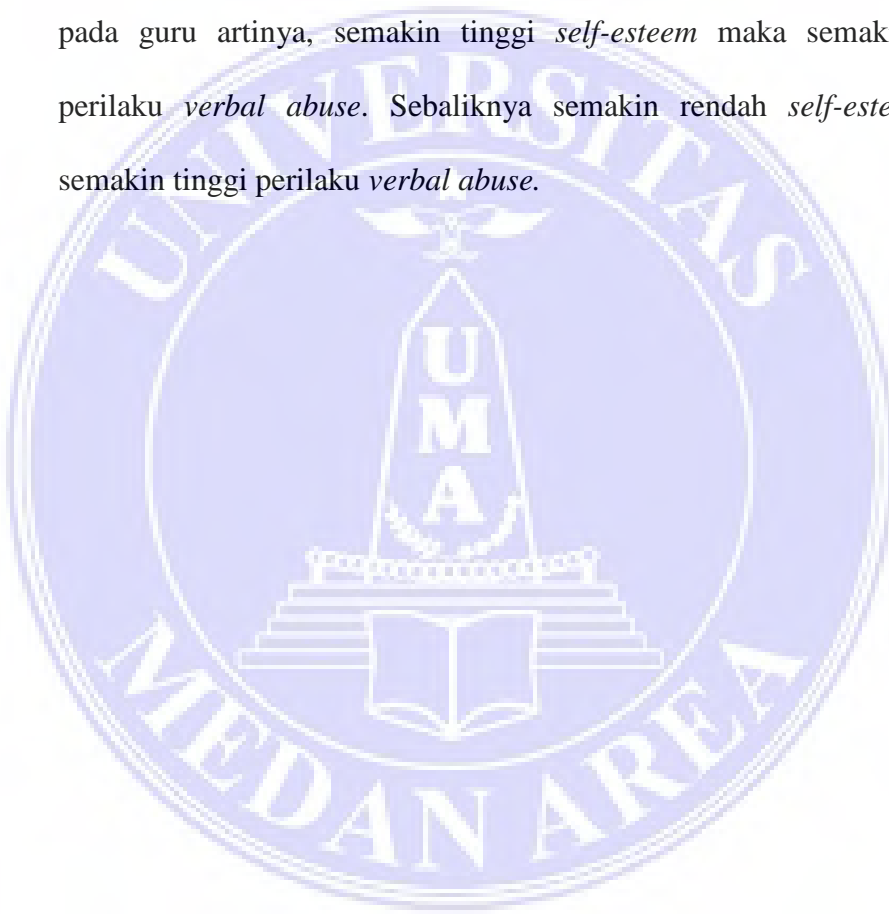 pada guru artinya, semakin tinggi self-esteem maka semaki
perilaku verbal abuse. Sebaliknya semakin rendah self-este
semakin tinggi perilaku verbal abuse.
UNIVERSITAS
U
M
A
MEDAN AREA